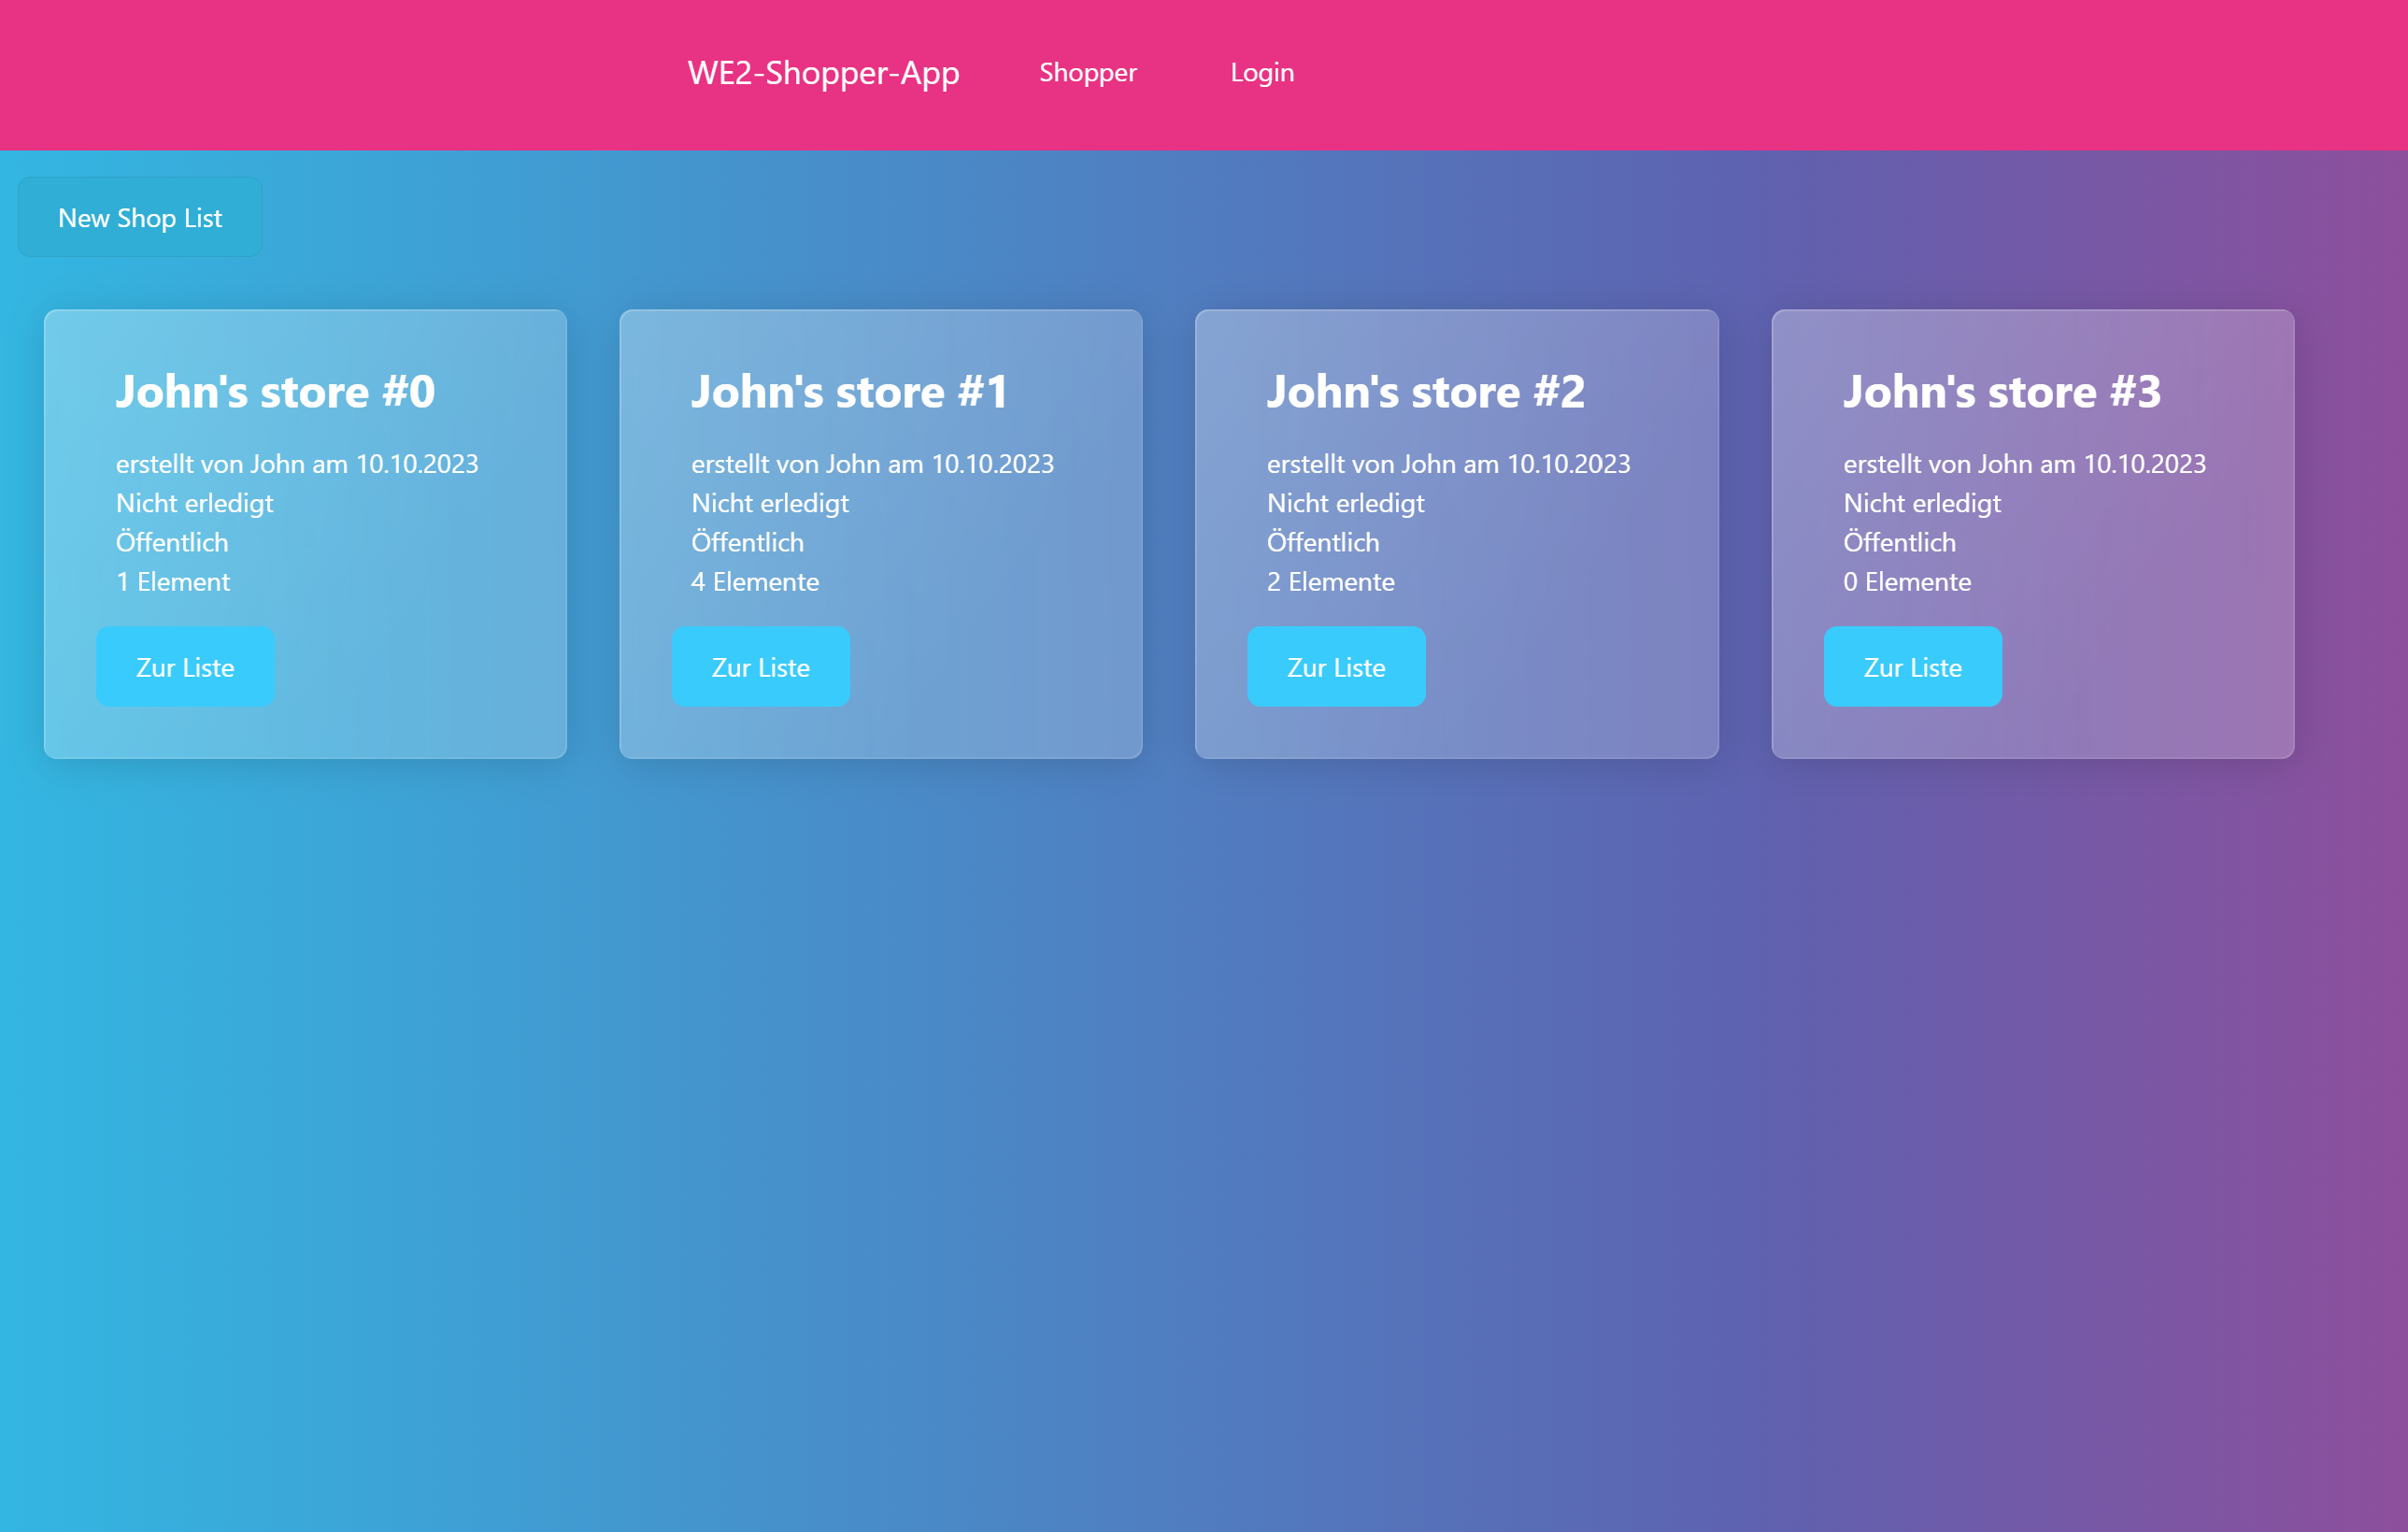 WE2-Shopper-App Shopper Login
New Shop List
John's store #0
erstellt von John am 10.10.2023
Nicht erledigt
Öffentlich
1 Element
Zur Liste
John's store #1
erstellt von John am 10.10.2023
Nicht erledigt
Öffentlich
4 Elemente
Zur Liste
John's store #2
erstellt von John am 10.10.2023
Nicht erledigt
Öffentlich
2 Elemente
Zur Liste
John's store #3
erstellt von John am 10.10.2023
Nicht erledigt
Öffentlich
0 Elemente
Zur Liste